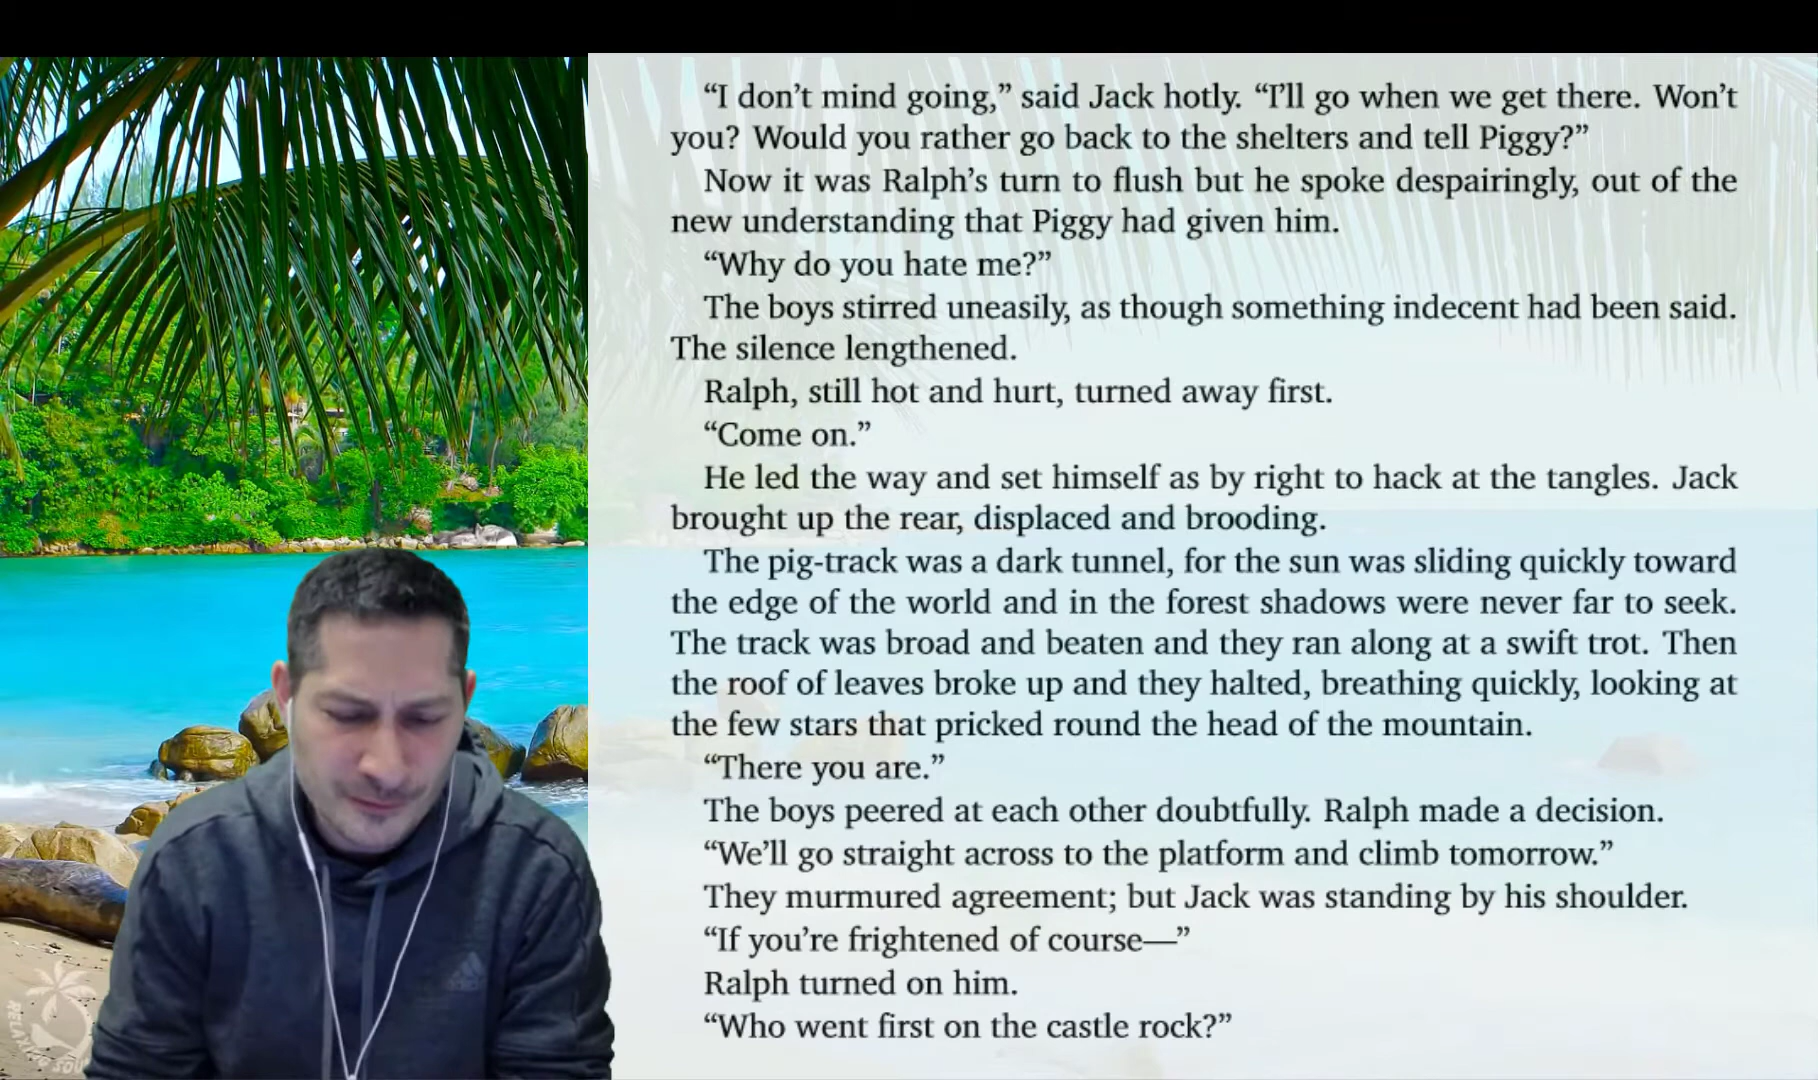 “I don’t mind going,” said Jack hotly. “I’ll go when we get there. Won’t
you? Would you rather go back to the shelters and tell Piggy?”
Now it was Ralph’s turn to flush but he spoke despairingly, out of the
new understanding that Piggy had given him.
“Why do you hate me?”
The boys stirred uneasily, as though something indecent had been said.
The silence lengthened.
Ralph, still hot and hurt, turned away first.
“Come on.”
He led the way and set himself as by right to hack at the tangles. Jack
brought up the rear, displaced and brooding.
The pig-track was a dark tunnel, for the sun was sliding quickly toward
the edge of the world and in the forest shadows were never far to seek.
The track was broad and beaten and they ran along at a swift trot. Then
the roof of leaves broke up and they halted, breathing quickly, looking at
the few stars that pricked round the head of the mountain.
“There you are.”
The boys peered at each other doubtfully. Ralph made a decision.
“We’ll go straight across to the platform and climb tomorrow.”
They murmured agreement; but Jack was standing by his shoulder.
“If you’re frightened of course—”
Ralph turned on him.
“Who went first on the castle rock?”